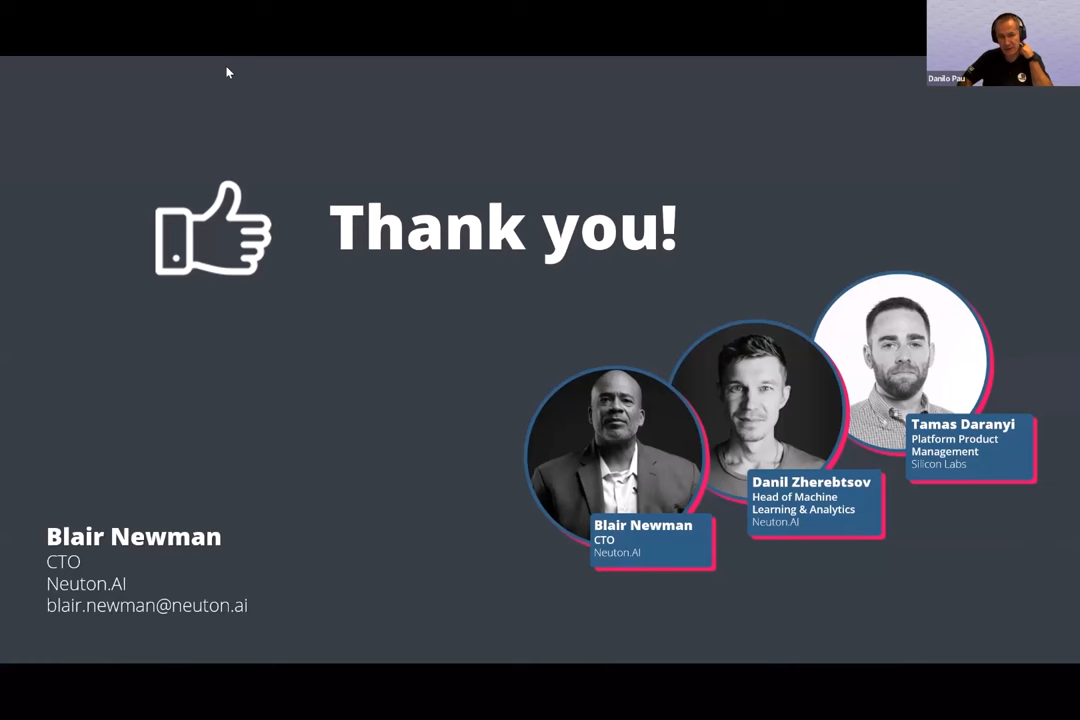 Danilo Pau
Thank you!
Tamas Daranyi
Platform Product
Management
Silicon Labs
Danil Zherebtsov
Head of Machine
Learning & Analytics
Neuton.AI
Blair Newman
CTO
Neuton.AI
Blair Newman
CTO
Neuton.AI
blair.newman@neuton.ai